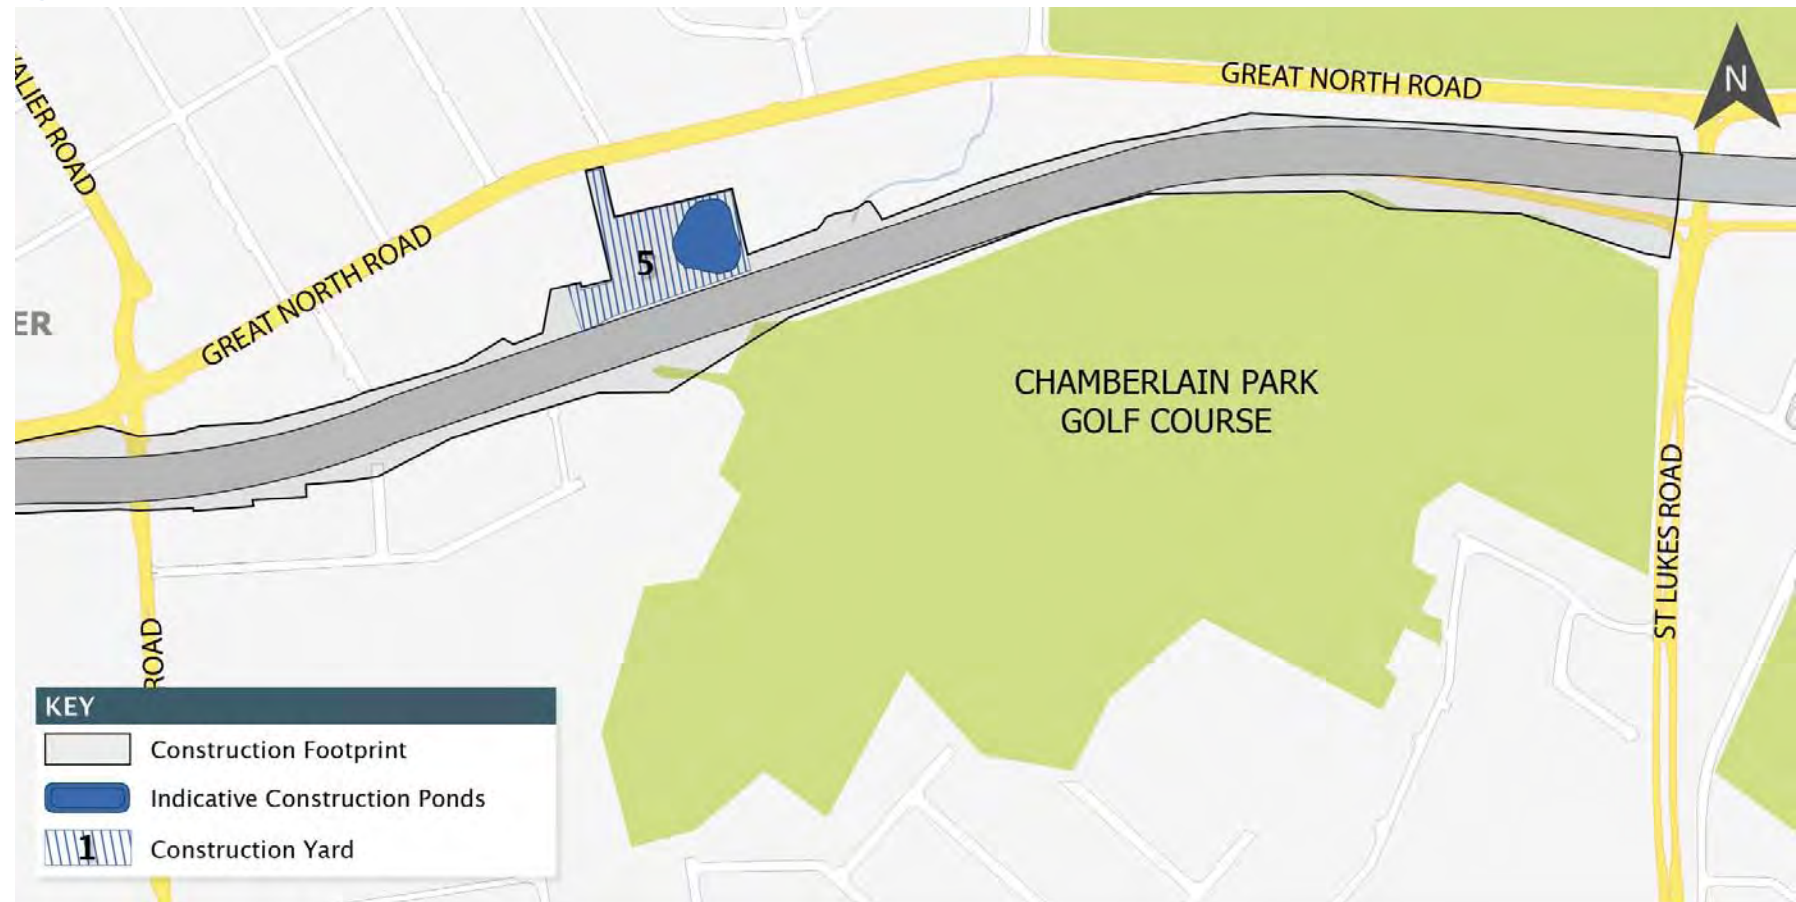 GREAT NORTH ROAD
N
VALIER ROAD
GREAT NORTH ROAD
5
ER
CHAMBERLAIN PARK
GOLF COURSE
ST LUKES ROAD
ROAD
KEY
Construction Footprint
Indicative Construction Ponds
1
Construction Yard